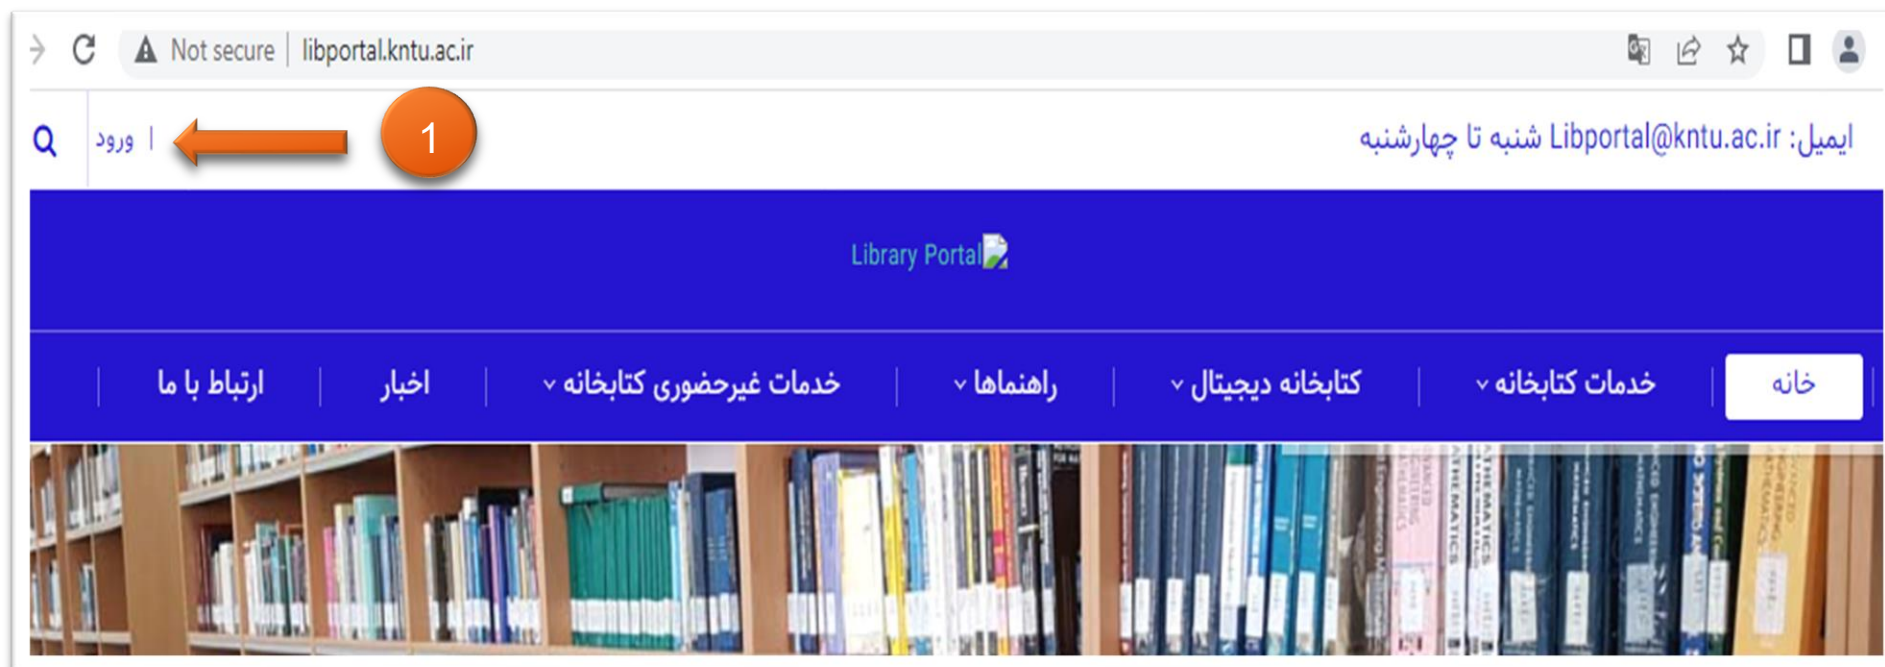 Not secure | libportal.kntu.ac.ir
ایمیل: Libportal@kntu.ac.ir شنبه تا چهارشنبه
1
| ورود
Library Portal
خانه
خدمات کتابخانه
کتابخانه دیجیتال
راهنماها
خدمات غیرحضوری کتابخانه
اخبار
ارتباط با ما